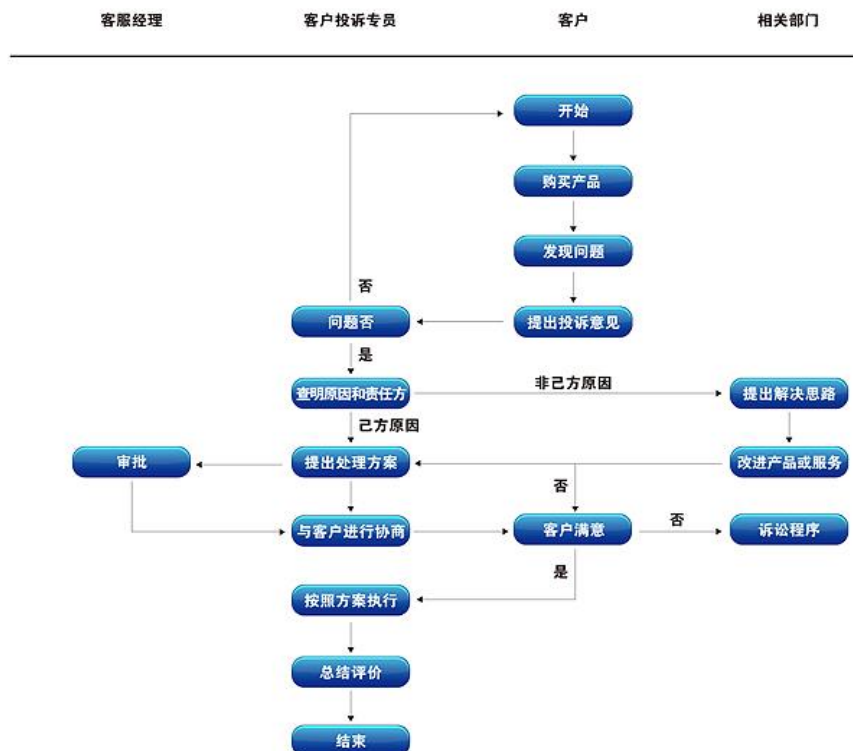 客服经理 客户投诉专员 客户 相关部门
开始
购买产品
发现问题
否
问题否 提出投诉意见
是
非己方原因
查明原因和责任方 提出解决思路
己方原因
审批 提出处理方案 改进产品或服务
否
与客户进行协商 客户满意 否 诉讼程序
是
按照方案执行
总结评价
结束